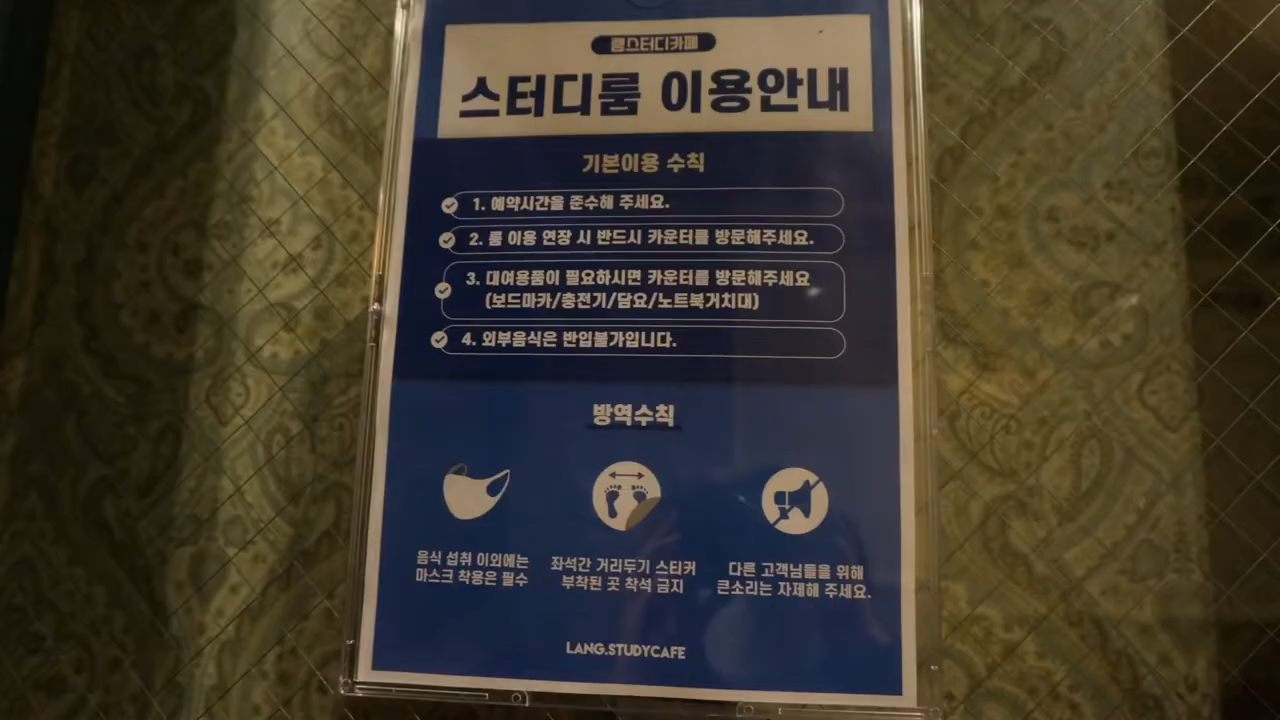 랭스터디카페
스터디룸 이용안내
기본이용 수칙
1. 예약시간을 준수해 주세요.
2. 룸 이용 연장 시 반드시 카운터를 방문해주세요.
3. 대여용품이 필요하시면 카운터를 방문해주세요
(보드마카/충전기/담요/노트북거치대)
4. 외부음식은 반입불가입니다.
방역수칙
음식 섭취 이외에는
마스크 착용은 필수
좌석간 거리두기 스티커
부착된 곳 착석 금지
다른 고객님들을 위해
큰소리는 자제해 주세요.
LANG.STUDYCAFE